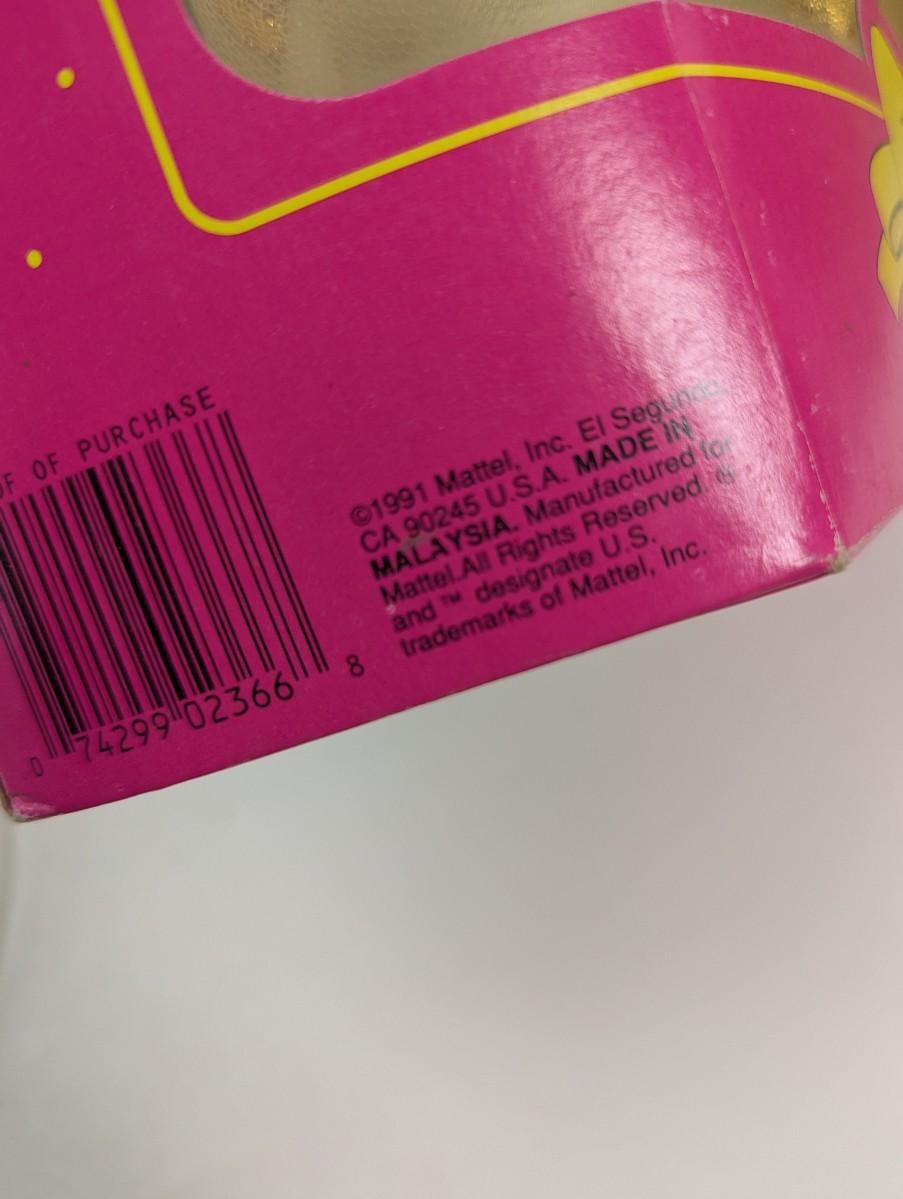 OF OF PURCHASE
0 74299 02366 8
©1991 Mattel, Inc. El Segundo,
CA 90245 U.S.A. MADE IN
MALAYSIA. Manufactured for
Mattel.All Rights Reserved. ®
and ™ designate U.S.
trademarks of Mattel, Inc.